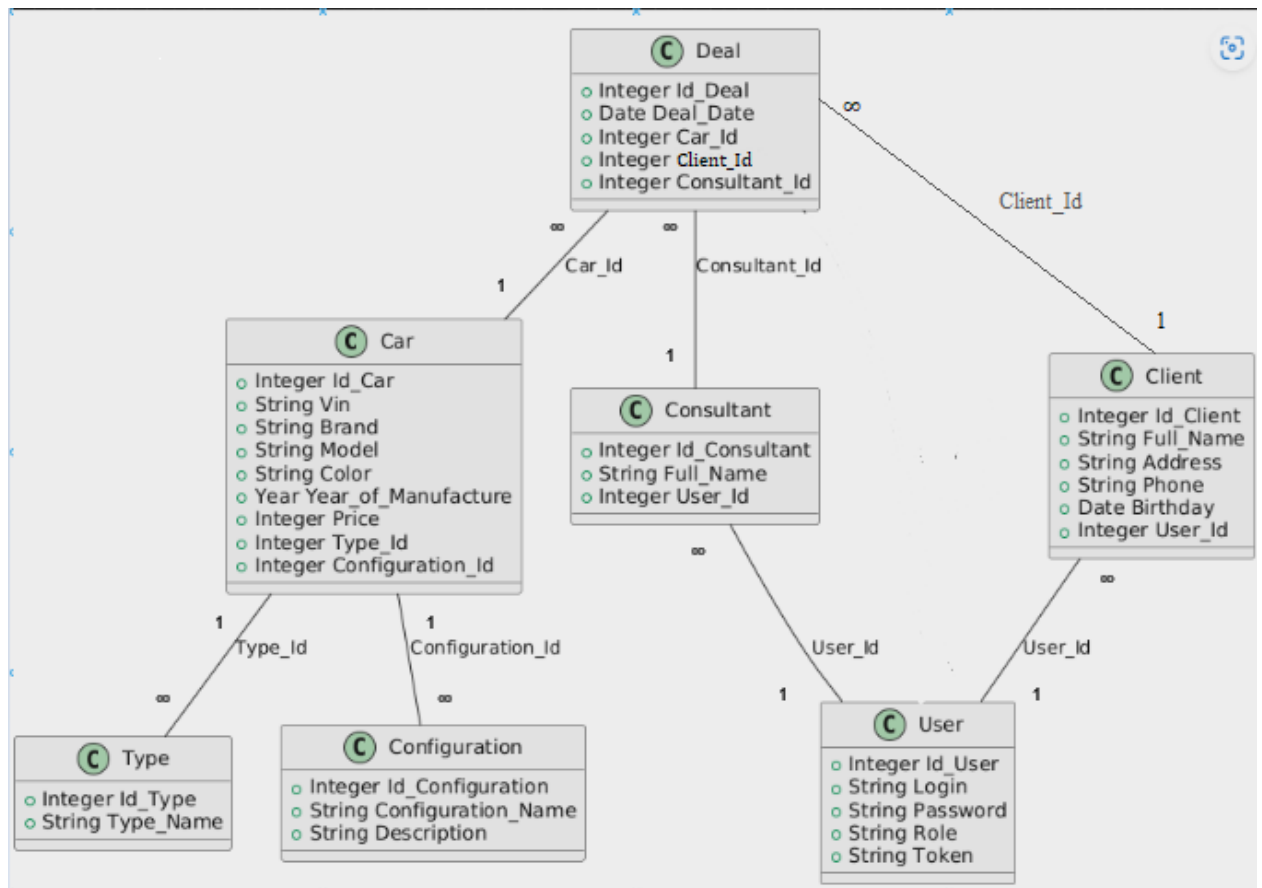 C Deal
Integer Id_Deal
Date Deal_Date
Integer Car_Id
Integer Client_Id
Integer Consultant_Id
∞
Client_Id
1
∞
Car_Id
1
∞
Consultant_Id
1
C Car
Integer Id_Car
String Vin
String Brand
String Model
String Color
Year Year_of_Manufacture
Integer Price
Integer Type_Id
Integer Configuration_Id
C Consultant
Integer Id_Consultant
String Full_Name
Integer User_Id
C Client
Integer Id_Client
String Full_Name
String Address
String Phone
Date Birthday
Integer User_Id
1
Type_Id
∞
1
Configuration_Id
∞
∞
User_Id
1
∞
User_Id
1
C Type
Integer Id_Type
String Type_Name
C Configuration
Integer Id_Configuration
String Configuration_Name
String Description
C User
Integer Id_User
String Login
String Password
String Role
String Token